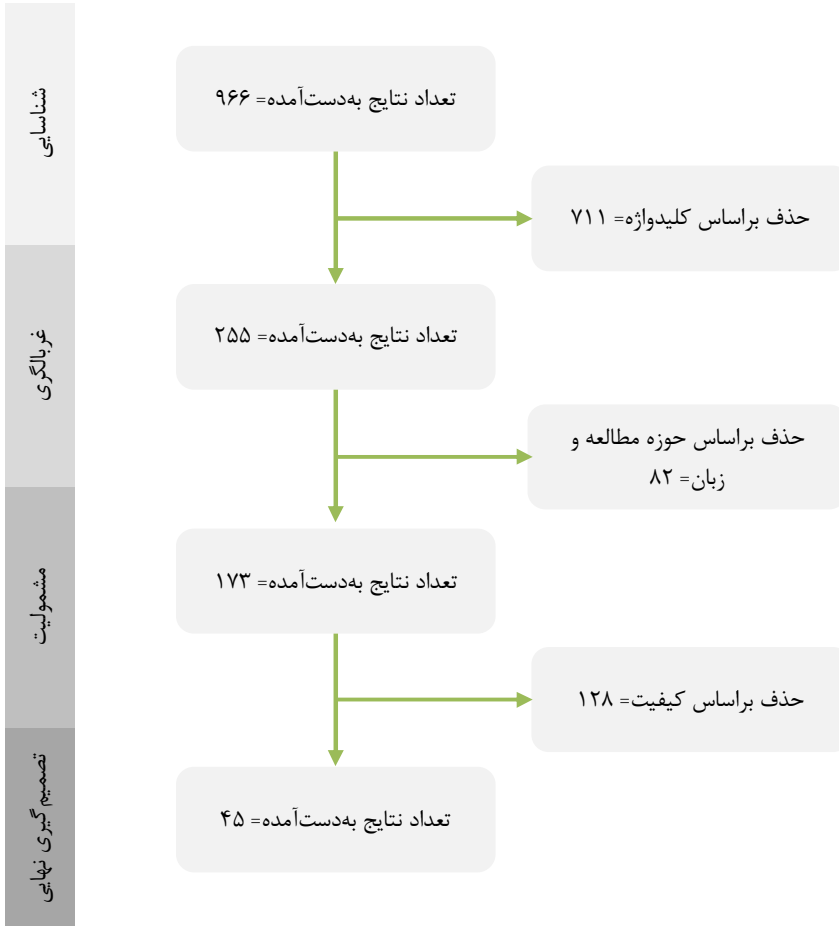 شناسایی
تعداد نتایج به‌دست‌آمده= ۹۶۶
حذف براساس کلیدواژه= ۷۱۱
غربالگری
تعداد نتایج به‌دست‌آمده= ۲۵۵
حذف براساس حوزه مطالعه و
زبان= ۸۲
مشمولیت
تعداد نتایج به‌دست‌آمده= ۱۷۳
حذف براساس کیفیت= ۱۲۸
تصمیم گیری نهایی
تعداد نتایج به‌دست‌آمده= ۴۵